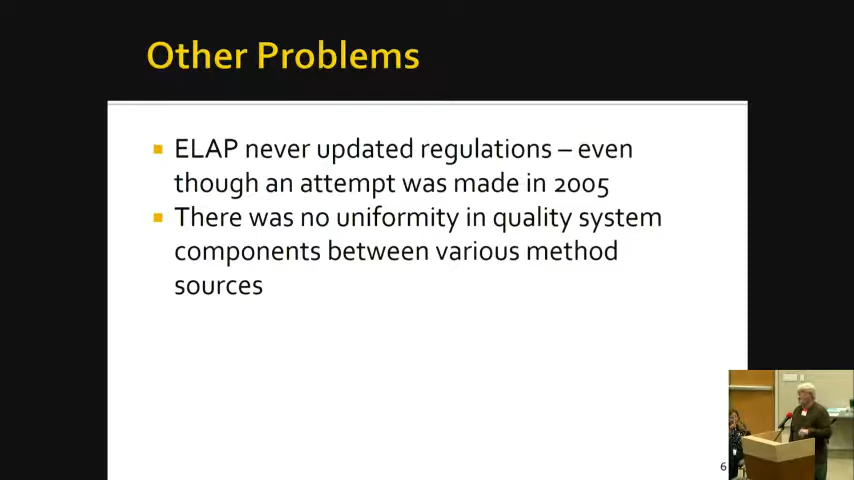 Other Problems
ELAP never updated regulations – even
though an attempt was made in 2005
There was no uniformity in quality system
components between various method
sources
6